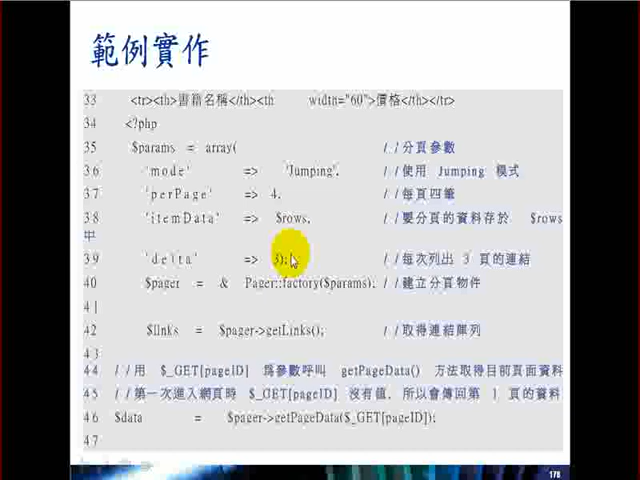 範例實作
33 <tr><th>書籍名稱</th><th width="60">價格</th></tr>
34 <?php
35 $params = array( //分頁參數
36 'mode' => 'Jumping', //使用 Jumping 模式
37 'perPage' => 4, //每頁四筆
38 'itemData' => $rows, //要分頁的資料存於 $rows
中
39 'delta' => 3); //每次列出 3 頁的連結
40 $pager = & Pager::factory($params); //建立分頁物件
41
42 $links = $pager->getLinks(); //取得連結陣列
43
44 //用 $_GET[pageID] 為參數呼叫 getPageData() 方法取得目前頁面資料
45 //第一次進入網頁時 $_GET[pageID] 沒有值, 所以會傳回第 1 頁的資料
46 $data = $pager->getPageData($_GET[pageID]);
47
178